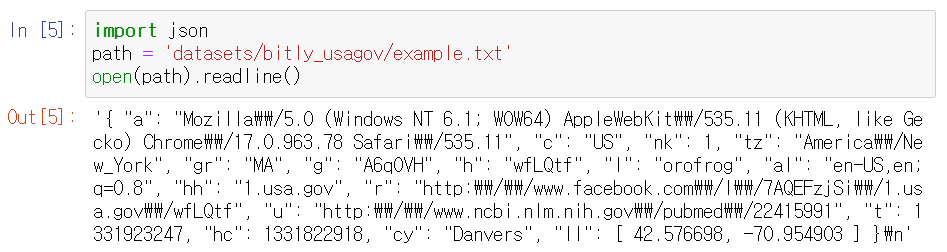 In [5]: import json
path = 'datasets/bitly_usagov/example.txt'
open(path).readline()
Out[5]: '{ "a": "Mozilla₩₩/5.0 (Windows NT 6.1; WOW64) AppleWebKit₩₩/535.11 (KHTML, like Ge
cko) Chrome₩₩/17.0.963.78 Safari₩₩/535.11", "c": "US", "nk": 1, "tz": "America₩₩/Ne
w_York", "gr": "MA", "g": "A6qOVH", "h": "wfLQtf", "l": "orofrog", "al": "en-US,en;
q=0.8", "hh": "1.usa.gov", "r": "http:₩₩/₩₩/www.facebook.com₩₩/l₩₩/7AQEFzjSi₩₩/1.us
a.gov₩₩/wfLQtf", "u": "http:₩₩/₩₩/www.ncbi.nlm.nih.gov₩₩/pubmed₩₩/22415991", "t": 1
331923247, "hc": 1331822918, "cy": "Danvers", "ll": [ 42.576698, -70.954903 ] }₩n'